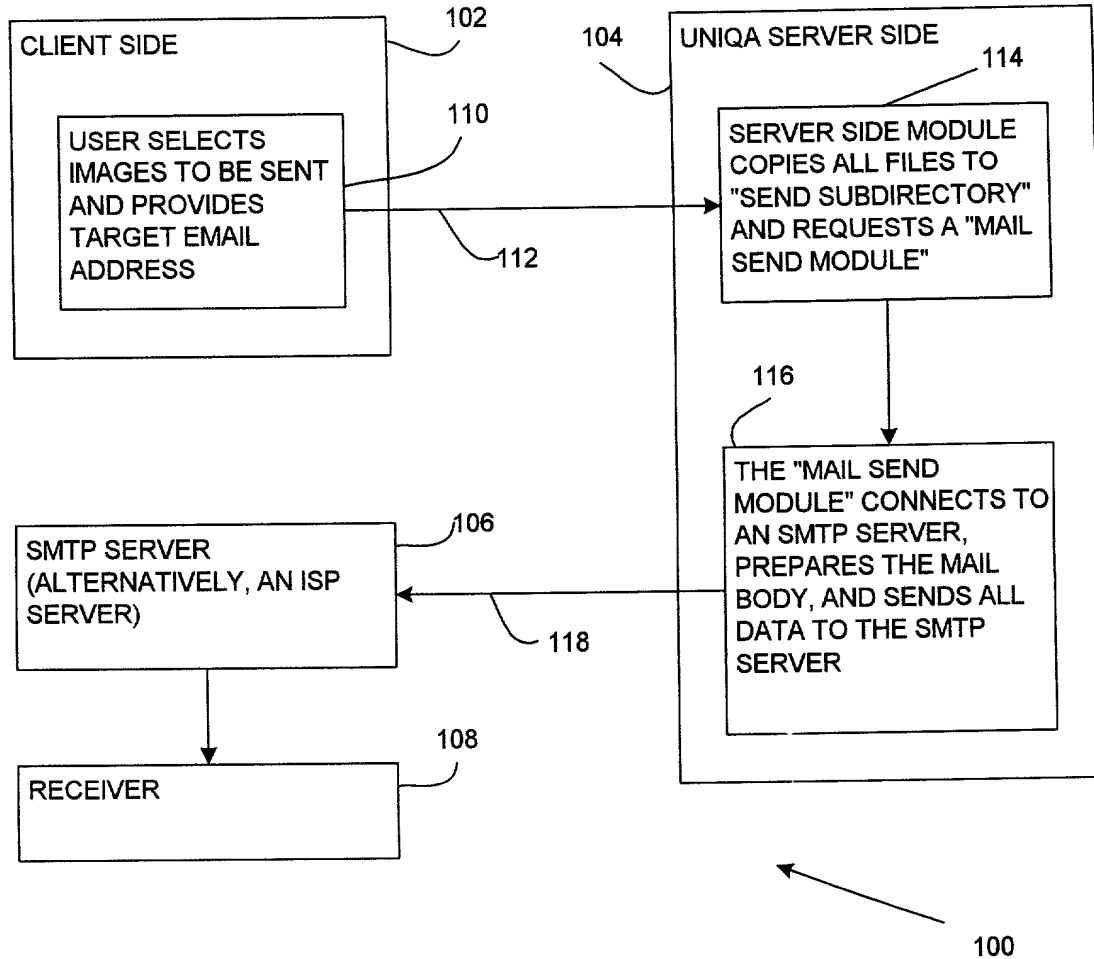 CLIENT SIDE
102
USER SELECTS
IMAGES TO BE SENT
AND PROVIDES
TARGET EMAIL
ADDRESS
110
112
104
UNIQA SERVER SIDE
114
SERVER SIDE MODULE
COPIES ALL FILES TO
"SEND SUBDIRECTORY"
AND REQUESTS A "MAIL
SEND MODULE"
116
THE "MAIL SEND
MODULE" CONNECTS TO
AN SMTP SERVER,
PREPARES THE MAIL
BODY, AND SENDS ALL
DATA TO THE SMTP
SERVER
118
SMTP SERVER
(ALTERNATIVELY, AN ISP
SERVER)
106
RECEIVER
108
100